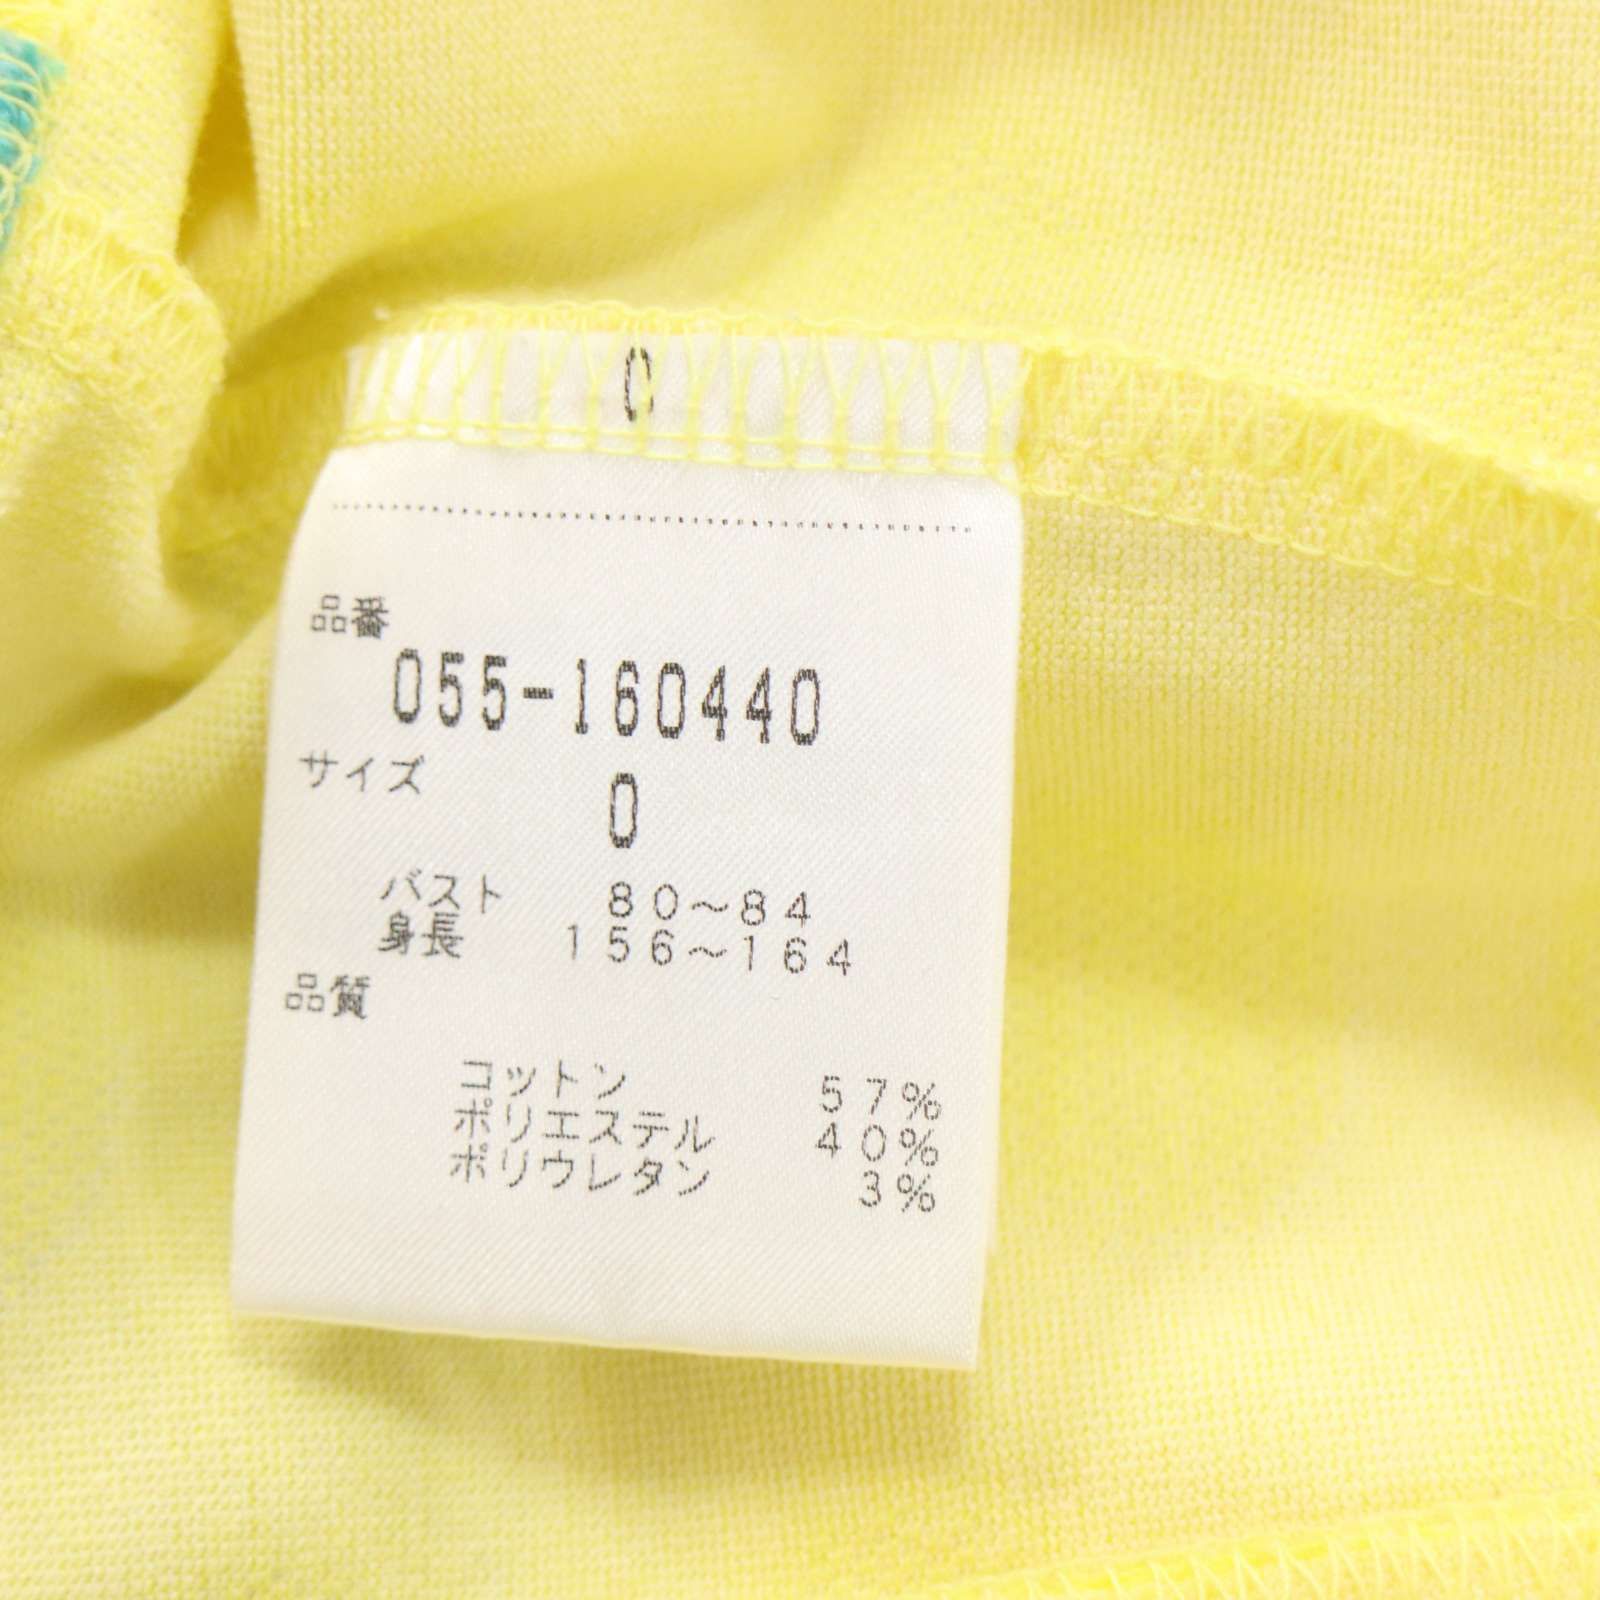 0
品番
055-160440
サイズ
0
バスト 80～84
身長 156～164
品質
コットン 57%
ポリエステル 40%
ポリウレタン 3%